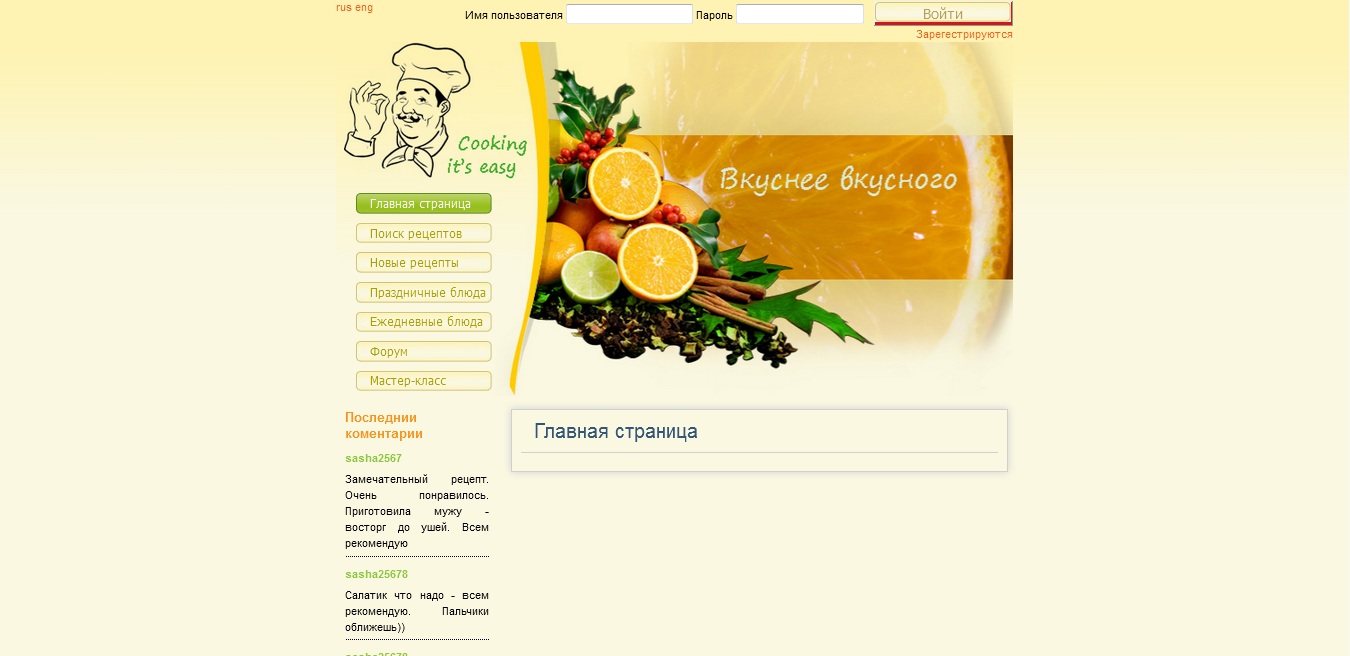 rus eng
Имя пользователя Пароль Войти
Зарегестрируются
Cooking
it's easy
Вкуснее вкусного
Главная страница
Поиск рецептов
Новые рецепты
Праздничные блюда
Ежедневные блюда
Форум
Мастер-класс
Последнии
коментарии
sasha2567
Замечательный рецепт.
Очень понравилось.
Приготовила мужу -
восторг до ушей. Всем
рекомендую
sasha25678
Салатик что надо - всем
рекомендую. Пальчики
оближешь))
sasha25678
Главная страница